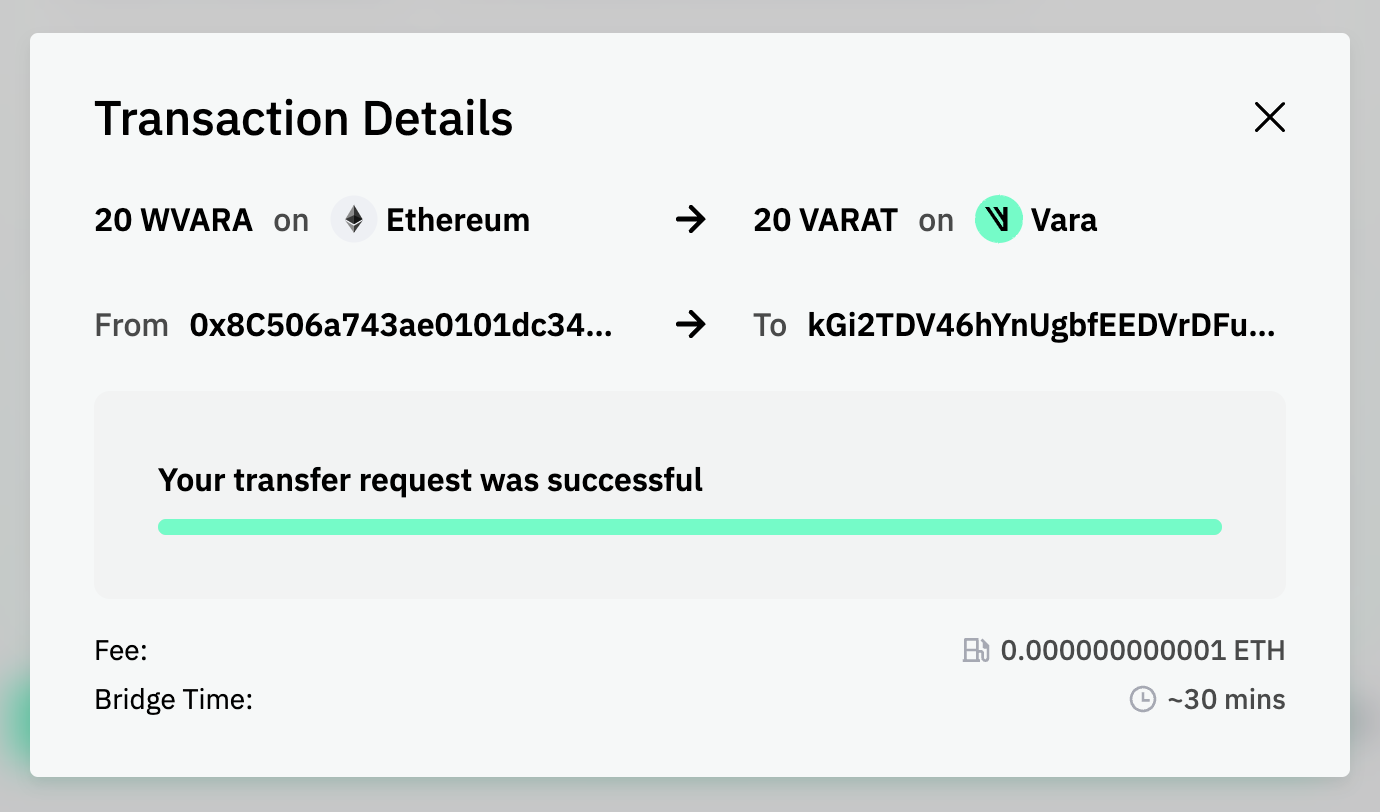 Transaction Details
20 WVARA on Ethereum → 20 VARAT on Vara
From 0x8C506a743ae0101dc34... → To kGi2TDV46hYnUgbfEEDVrDFu...
Your transfer request was successful
Fee: 0.000000000001 ETH
Bridge Time: ~30 mins